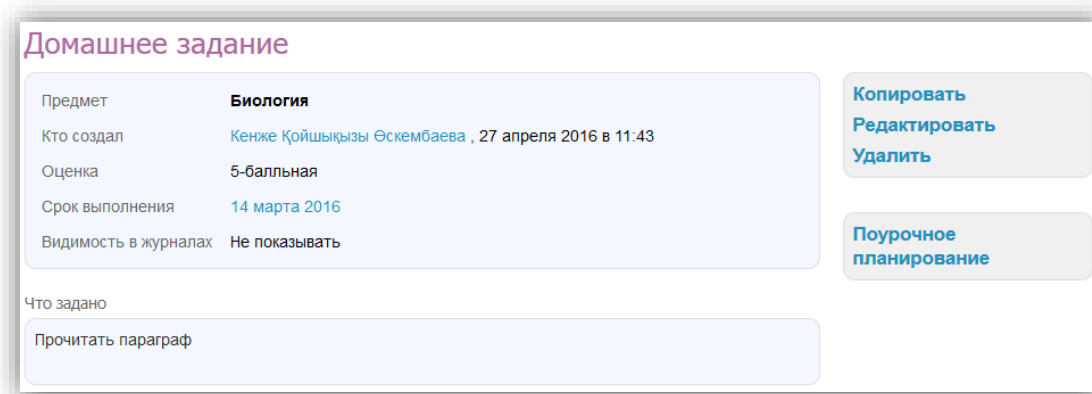 Домашнее задание
Предмет Биология
Кто создал Кенже Қойшықызы Өскембаева , 27 апреля 2016 в 11:43
Оценка 5-балльная
Срок выполнения 14 марта 2016
Видимость в журналах Не показывать
Что задано
Прочитать параграф
Копировать
Редактировать
Удалить
Поурочное
планирование